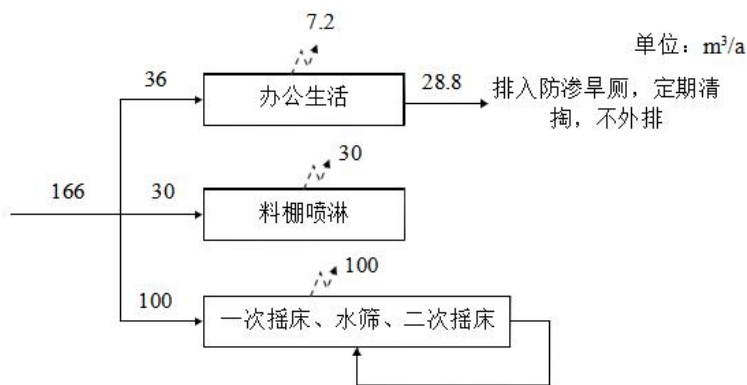 7.2
单位：m³/a
36
办公生活
28.8
排入防渗旱厕，定期清
掏，不外排
30
166
30
料棚喷淋
100
100
一次摇床、水筛、二次摇床